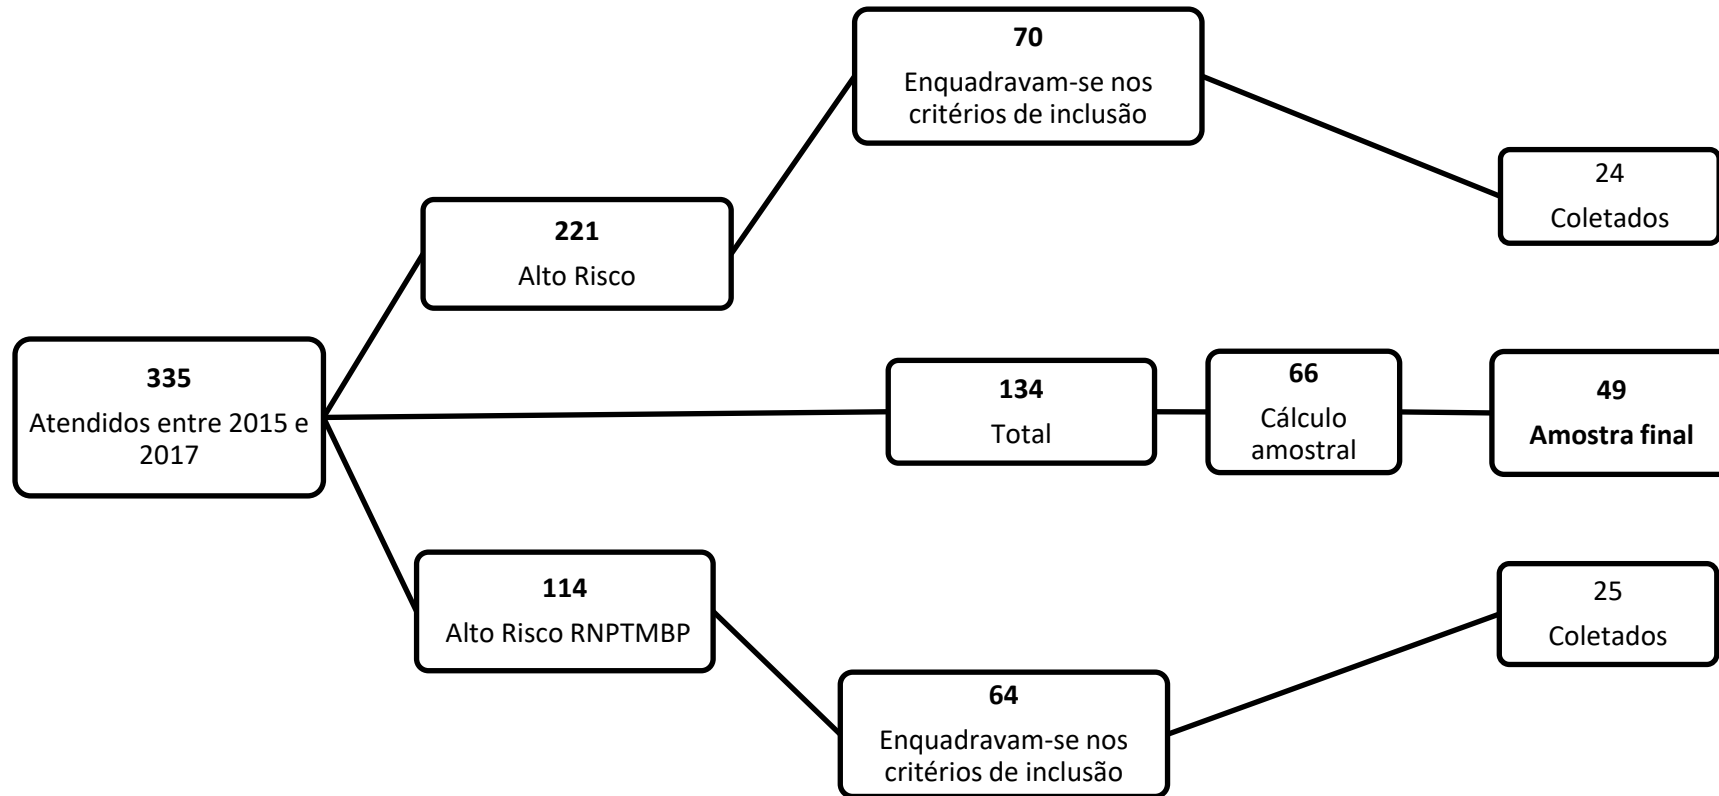 70
Enquadravam-se nos
critérios de inclusão
24
Coletados
221
Alto Risco
335
Atendidos entre 2015 e
2017
134
Total
66
Cálculo
amostral
49
Amostra final
114
Alto Risco RNPTMBP
25
Coletados
64
Enquadravam-se nos
critérios de inclusão